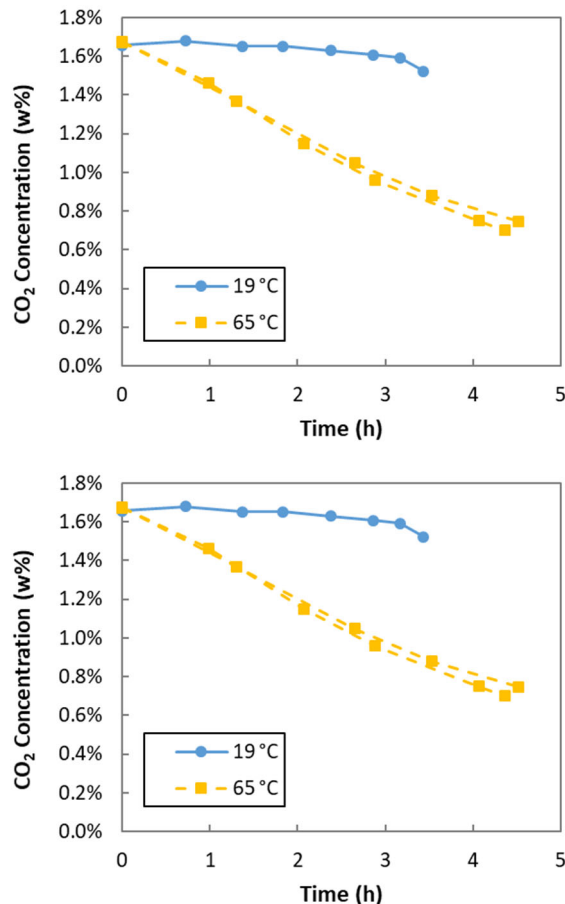 1.8%
1.6%
1.4%
1.2%
1.0%
0.8%
0.6%
0.4%
0.2%
0.0%
CO₂ Concentration (w%)
19 °C
65 °C
0 1 2 3 4 5
Time (h)
1.8%
1.6%
1.4%
1.2%
1.0%
0.8%
0.6%
0.4%
0.2%
0.0%
CO₂ Concentration (w%)
19 °C
65 °C
0 1 2 3 4 5
Time (h)